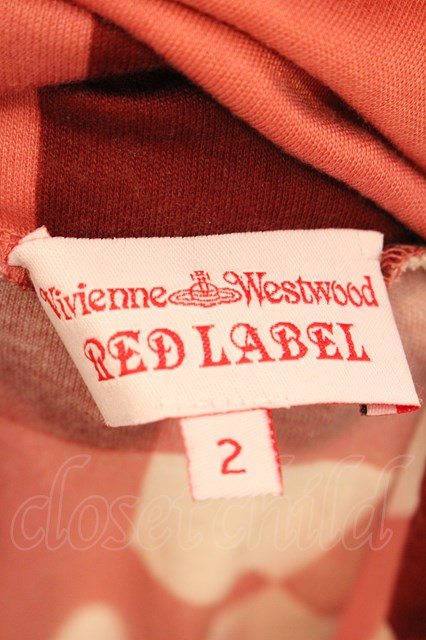 Vivienne Westwood
RED LABEL
2
closet child